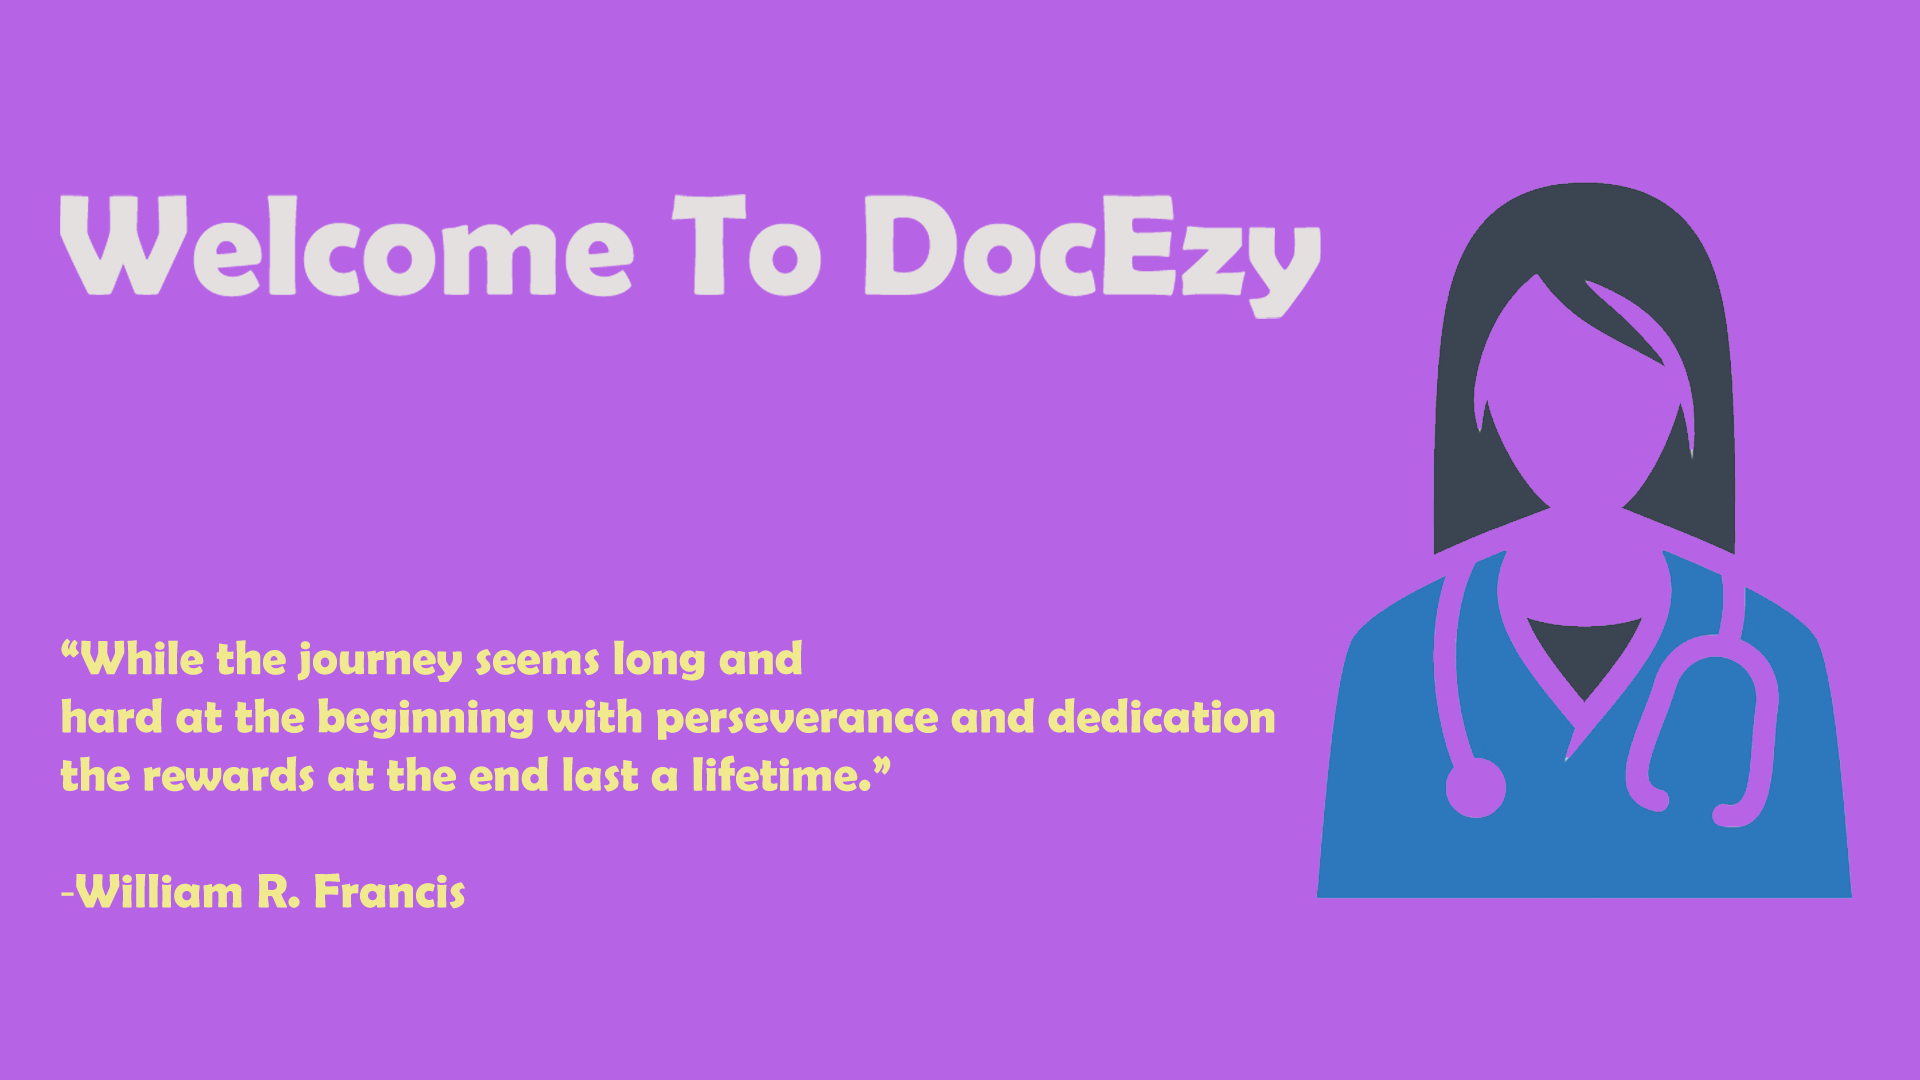 Welcome To DocEzy
“While the journey seems long and
hard at the beginning with perseverance and dedication
the rewards at the end last a lifetime.”
-William R. Francis